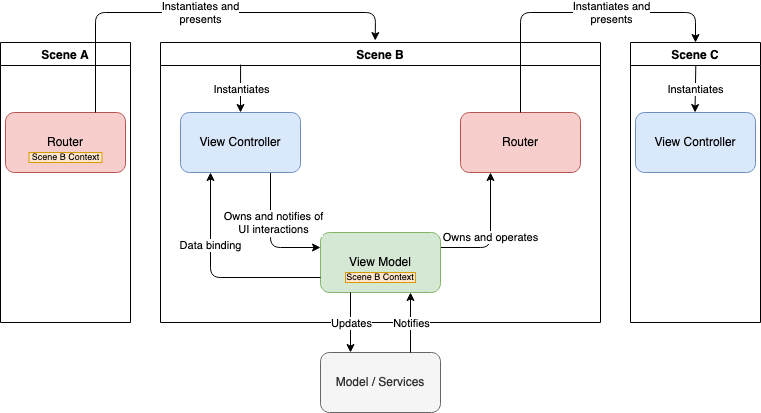 Instantiates and
presents
Instantiates and
presents
Scene A
Scene B
Scene C
Instantiates
Instantiates
Router
Scene B Context
View Controller
Router
View Controller
Owns and notifies of
UI interactions
Data binding
Owns and operates
View Model
Scene B Context
Updates
Notifies
Model / Services